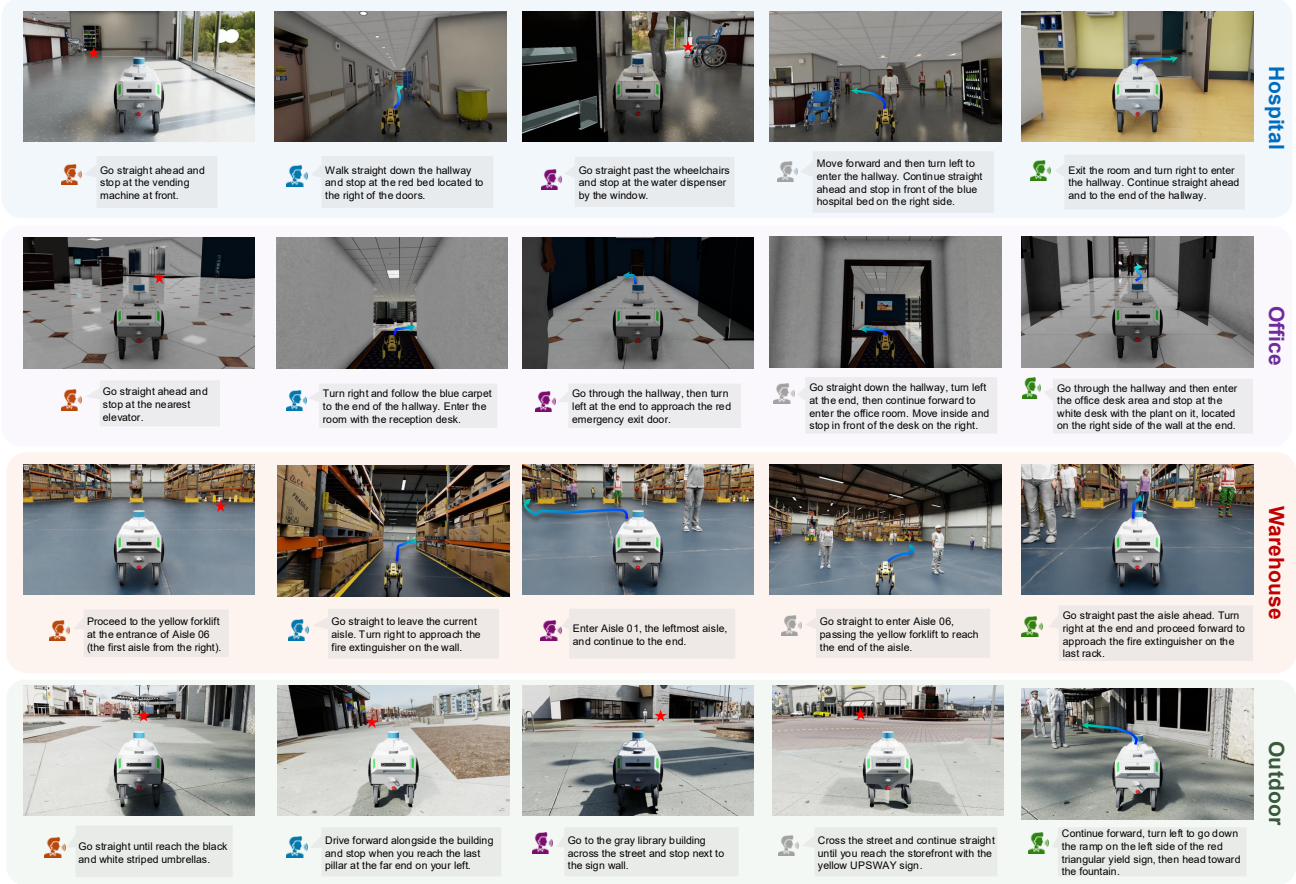 Hospital
Go straight ahead and
stop at the vending
machine at front.
Walk straight down the hallway
and stop at the red bed located to
the right of the doors.
Go straight past the wheelchairs
and stop at the water dispenser
by the window.
Move forward and then turn left to
enter the hallway. Continue straight
ahead and stop in front of the blue
hospital bed on the right side.
Exit the room and turn right to enter
the hallway. Continue straight ahead
and to the end of the hallway.
Office
Go straight ahead and
stop at the nearest
elevator.
Turn right and follow the blue carpet
to the end of the hallway. Enter the
room with the reception desk.
Go through the hallway, then turn
left at the end to approach the red
emergency exit door.
Go straight down the hallway, turn left
at the end, then continue forward to
enter the office room. Move inside and
stop in front of the desk on the right.
Go through the hallway and then enter
the office desk area and stop at the
white desk with the plant on it, located
on the right side of the wall at the end.
Warehouse
Proceed to the yellow forklift
at the entrance of Aisle 06
(the first aisle from the right).
Go straight to leave the current
aisle. Turn right to approach the
fire extinguisher on the wall.
Enter Aisle 01, the leftmost aisle,
and continue to the end.
Go straight to enter Aisle 06,
passing the yellow forklift to reach
the end of the aisle.
Go straight past the aisle ahead. Turn
right at the end and proceed forward to
approach the fire extinguisher on the
last rack.
Outdoor
Go straight until reach the black
and white striped umbrellas.
Drive forward alongside the building
and stop when you reach the last
pillar at the far end on your left.
Go to the gray library building
across the street and stop next to
the sign wall.
Cross the street and continue straight
until you reach the storefront with the
yellow UPSWAY sign.
Continue forward, turn left to go down
the ramp on the left side of the red
triangular yield sign, then head toward
the fountain.